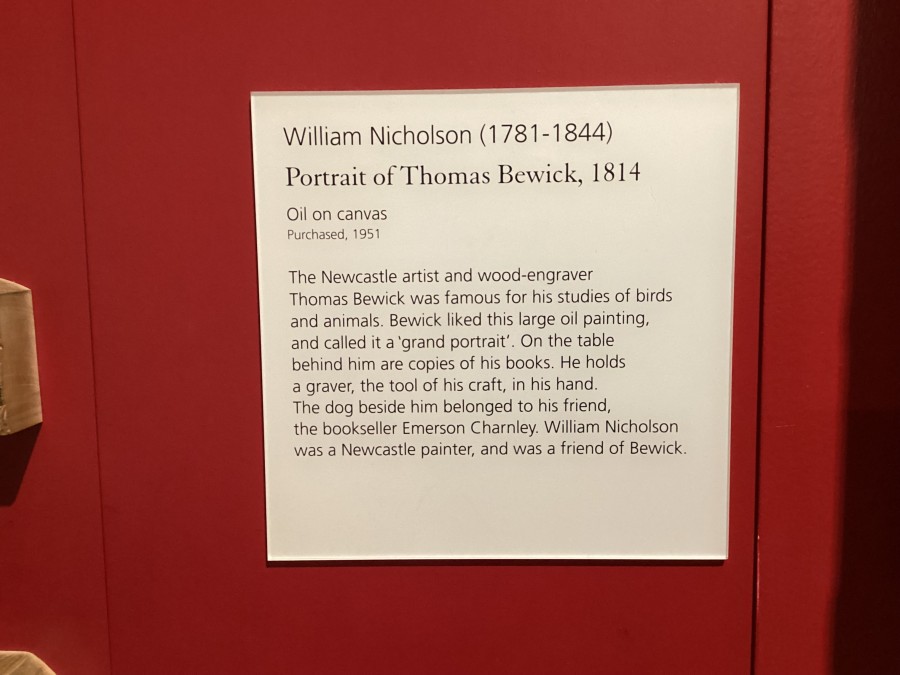 William Nicholson (1781-1844)
Portrait of Thomas Bewick, 1814
Oil on canvas
Purchased, 1951
The Newcastle artist and wood-engraver
Thomas Bewick was famous for his studies of birds
and animals. Bewick liked this large oil painting,
and called it a ‘grand portrait’. On the table
behind him are copies of his books. He holds
a graver, the tool of his craft, in his hand.
The dog beside him belonged to his friend,
the bookseller Emerson Charnley. William Nicholson
was a Newcastle painter, and was a friend of Bewick.